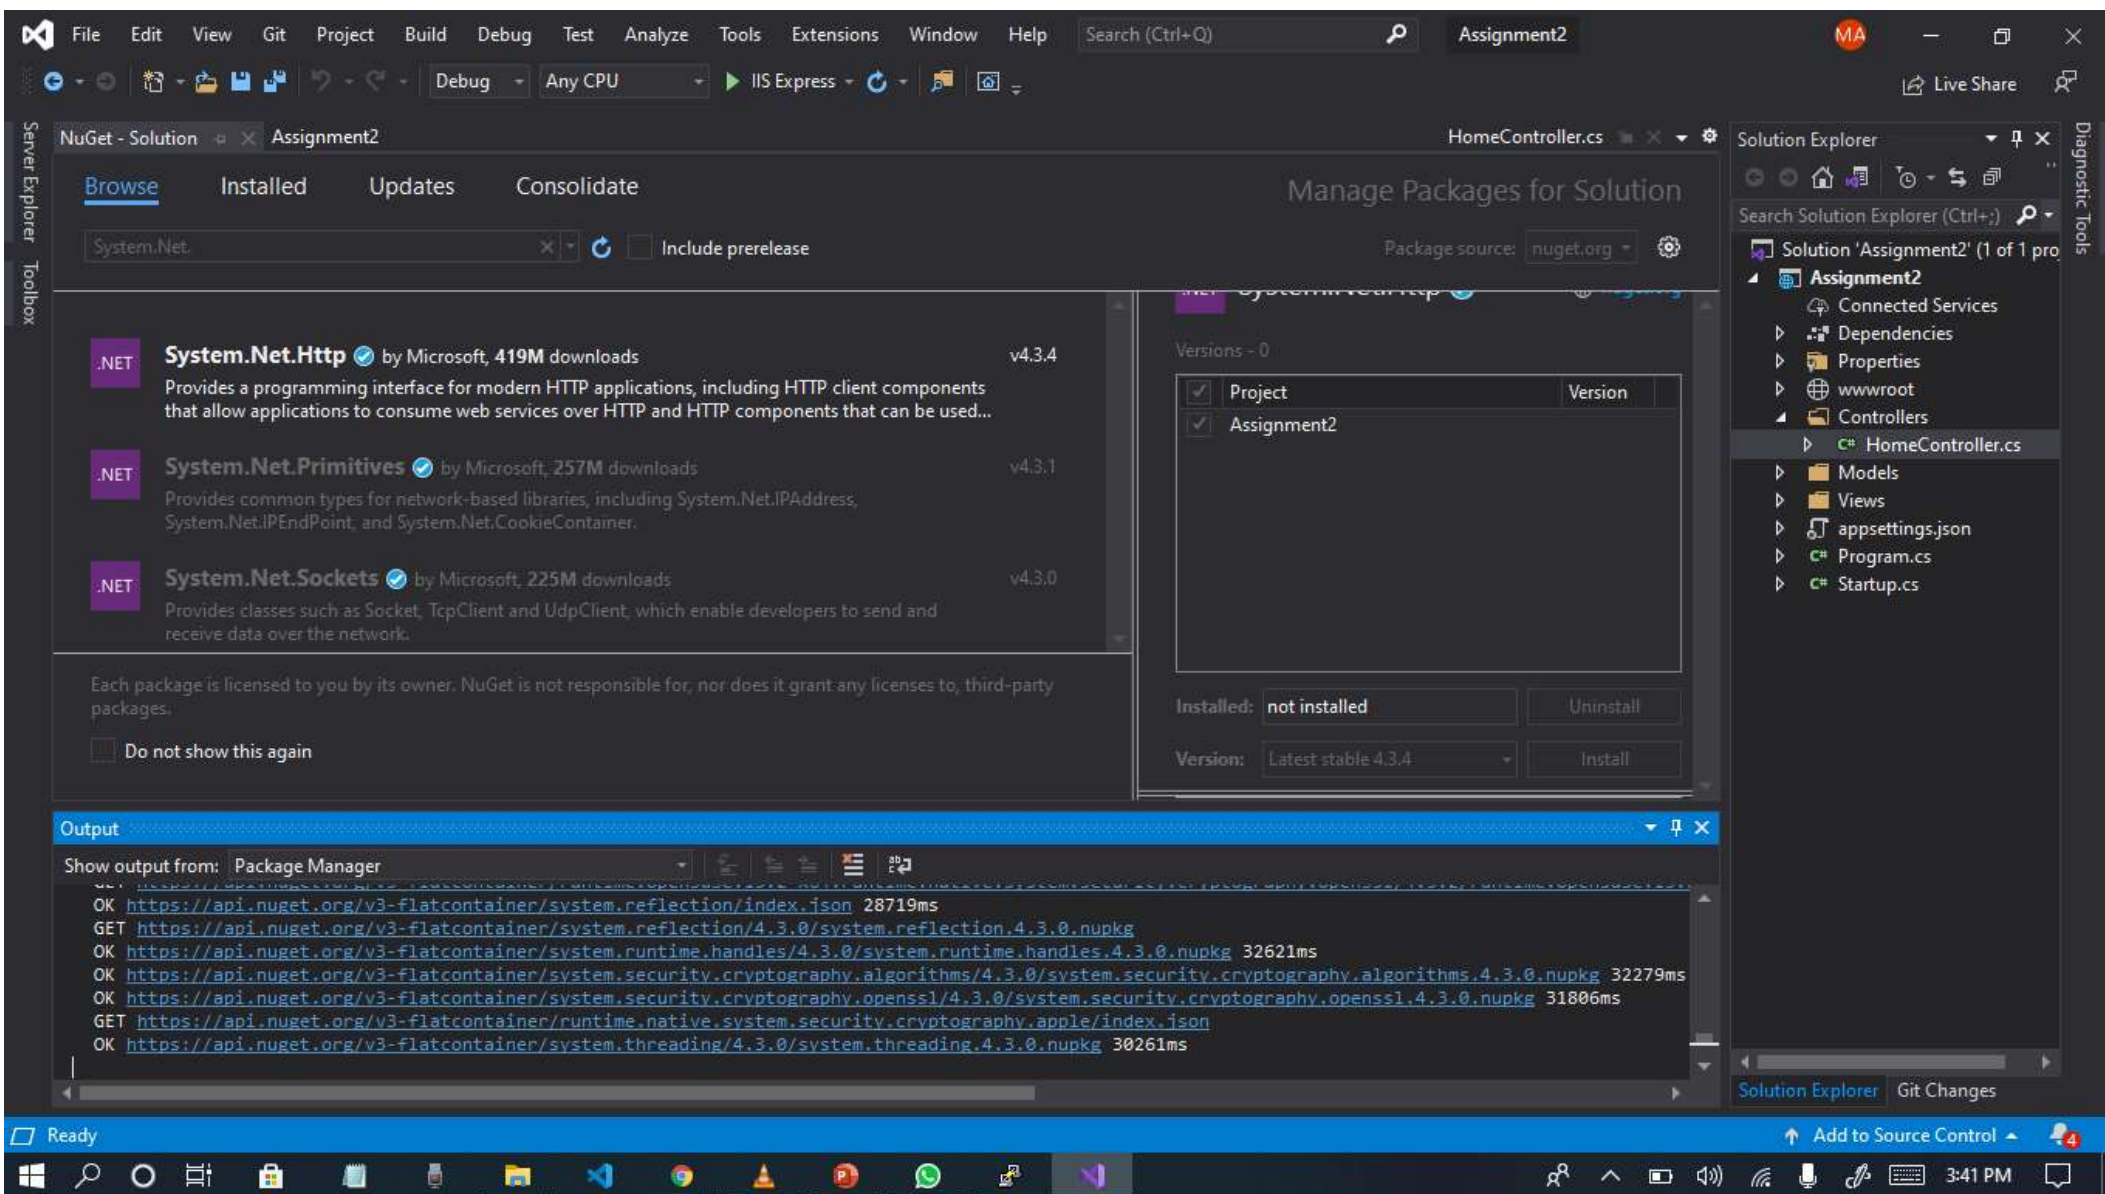 File Edit View Git Project Build Debug Test Analyze Tools Extensions Window Help Search (Ctrl+Q) Assignment2 MA
Debug Any CPU IIS Express Live Share
Server Explorer
Toolbox
NuGet - Solution Assignment2 HomeController.cs
Browse Installed Updates Consolidate Manage Packages for Solution
System.Net. Include prerelease Package source: nuget.org
.NET System.Net.Http by Microsoft, 419M downloads v4.3.4
Provides a programming interface for modern HTTP applications, including HTTP client components
that allow applications to consume web services over HTTP and HTTP components that can be used...
.NET System.Net.Primitives by Microsoft, 257M downloads v4.3.1
Provides common types for network-based libraries, including System.Net.IPAddress,
System.Net.IPEndPoint, and System.Net.CookieContainer.
.NET System.Net.Sockets by Microsoft, 225M downloads v4.3.0
Provides classes such as Socket, TcpClient and UdpClient, which enable developers to send and
receive data over the network.
Each package is licensed to you by its owner. NuGet is not responsible for, nor does it grant any licenses to, third-party
packages.
Do not show this again
Versions - 0
Project Version
Assignment2
Installed: not installed Uninstall
Version: Latest stable 4.3.4 Install
Output
Show output from: Package Manager
OK https://api.nuget.org/v3-flatcontainer/system.reflection/index.json 28719ms
GET https://api.nuget.org/v3-flatcontainer/system.reflection/4.3.0/system.reflection.4.3.0.nupkg
OK https://api.nuget.org/v3-flatcontainer/system.runtime.handles/4.3.0/system.runtime.handles.4.3.0.nupkg 32621ms
OK https://api.nuget.org/v3-flatcontainer/system.security.cryptography.algorithms/4.3.0/system.security.cryptography.algorithms.4.3.0.nupkg 32279ms
OK https://api.nuget.org/v3-flatcontainer/system.security.cryptography.openssl/4.3.0/system.security.cryptography.openssl.4.3.0.nupkg 31806ms
GET https://api.nuget.org/v3-flatcontainer/runtime.native.system.security.cryptography.apple/index.json
OK https://api.nuget.org/v3-flatcontainer/system.threading/4.3.0/system.threading.4.3.0.nupkg 30261ms
Solution Explorer
Search Solution Explorer (Ctrl+;)
Solution 'Assignment2' (1 of 1 pro
Assignment2
Connected Services
Dependencies
Properties
wwwroot
Controllers
C# HomeController.cs
Models
Views
appsettings.json
C# Program.cs
C# Startup.cs
Solution Explorer Git Changes
Diagnostic Tools
Ready Add to Source Control 4
3:41 PM